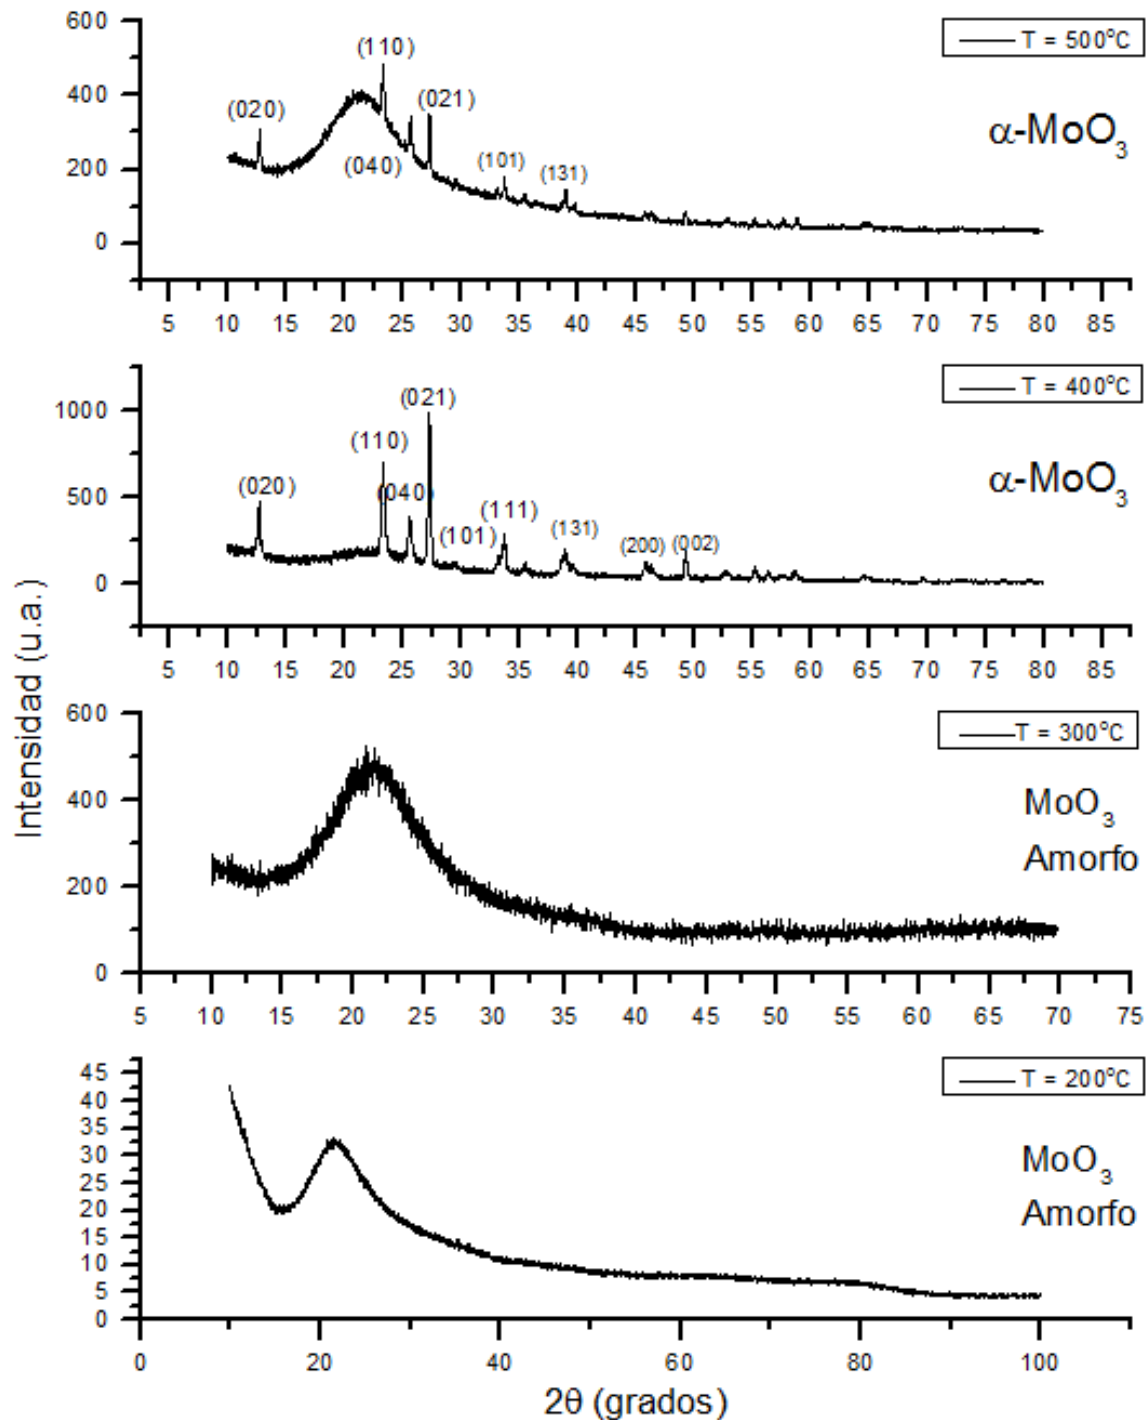 600
400
200
0
(020)
(110)
(040)
(021)
(101)
(131)
T = 500°C
α-MoO₃
5 10 15 20 25 30 35 40 45 50 55 60 65 70 75 80 85
1000
500
0
(020)
(110)
(040)
(021)
(101)
(111)
(131)
(200)
(002)
T = 400°C
α-MoO₃
5 10 15 20 25 30 35 40 45 50 55 60 65 70 75 80 85
Intensidad (u.a.)
600
400
200
0
T = 300°C
MoO₃
Amorfo
5 10 15 20 25 30 35 40 45 50 55 60 65 70 75
45
40
35
30
25
20
15
10
5
0
T = 200°C
MoO₃
Amorfo
0 20 40 60 80 100
2θ (grados)